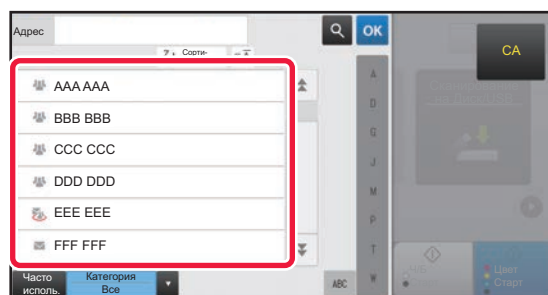 Адрес
OK
CA
Сорти-
AAA AAA
BBB BBB
CCC CCC
DDD DDD
EEE EEE
FFF FFF
A
D
G
J
M
P
T
W
ABC
Часто
исполь.
Категория
Все
Ч/Б
Цвет
Старт